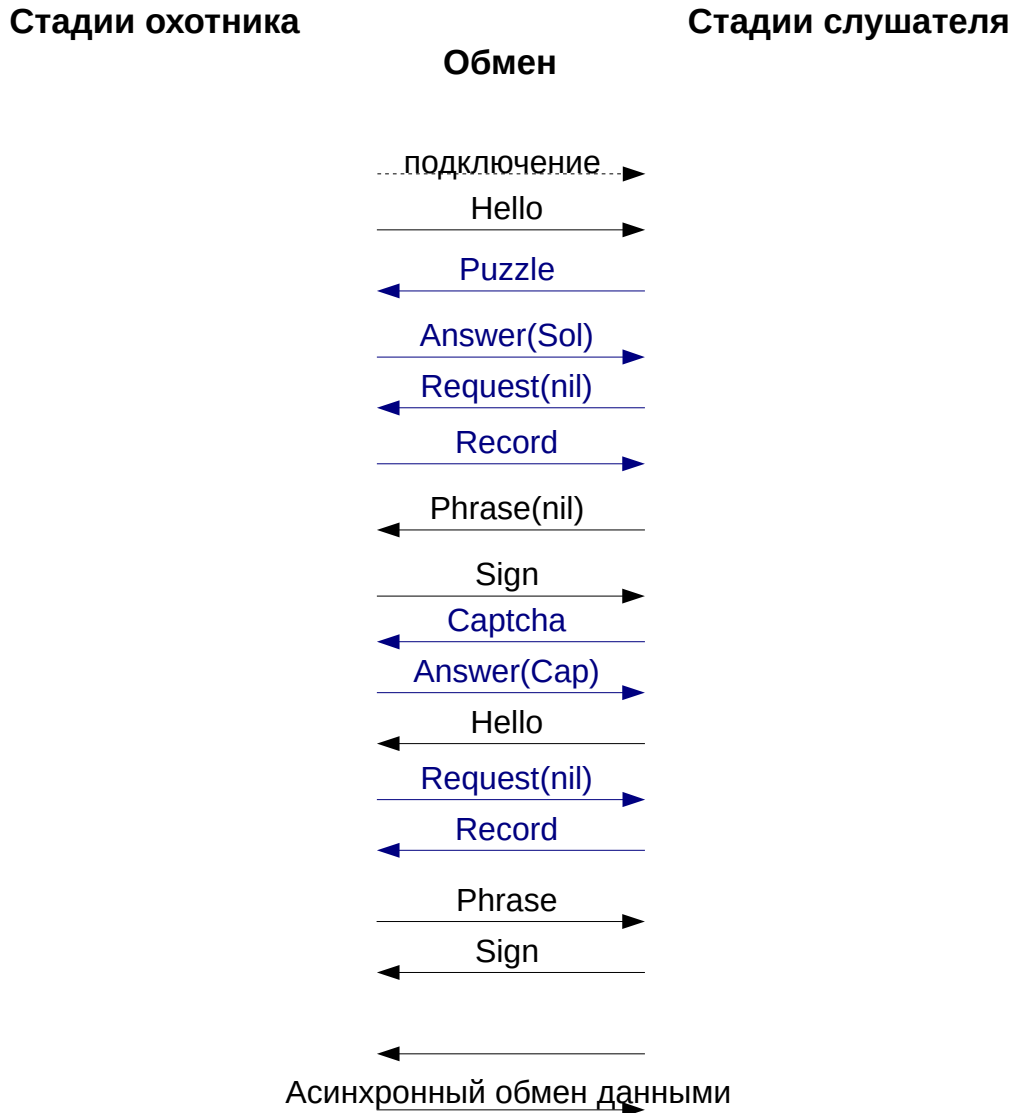 Стадии охотника
Стадии слушателя
Обмен
подключение
Hello
Puzzle
Answer(Sol)
Request(nil)
Record
Phrase(nil)
Sign
Captcha
Answer(Cap)
Hello
Request(nil)
Record
Phrase
Sign
Асинхронный обмен данными